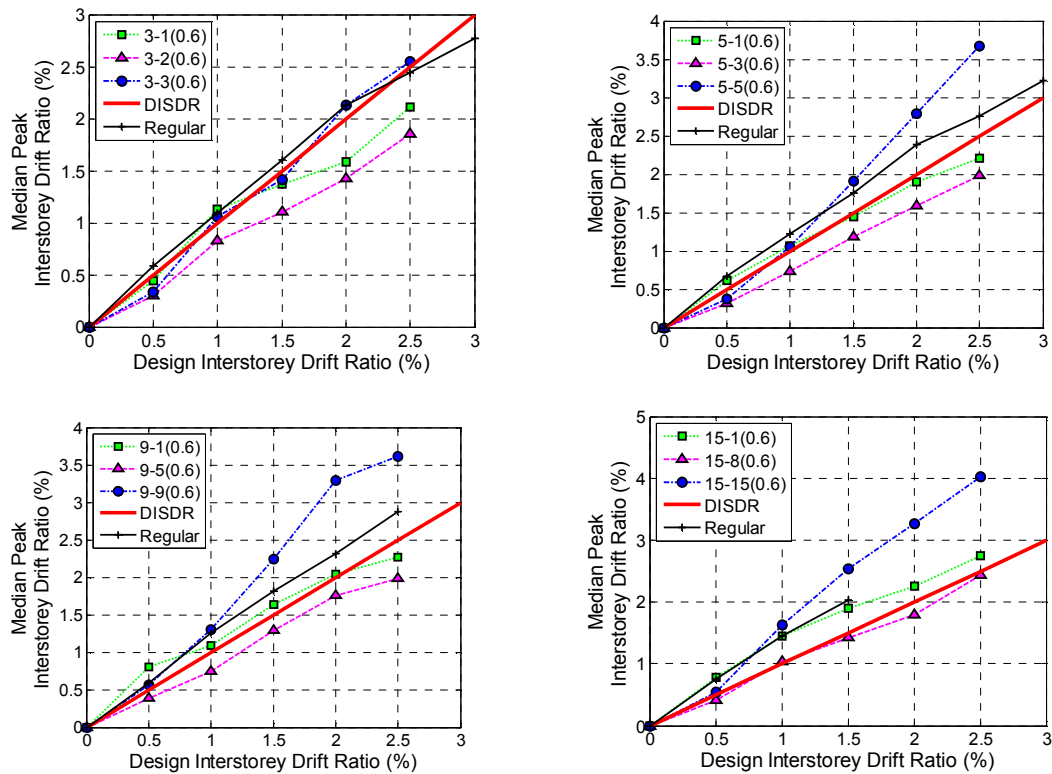 3
2.5
2
1.5
1
0.5
0
0 0.5 1 1.5 2 2.5 3
Median Peak
Interstorey Drift Ratio (%)
Design Interstorey Drift Ratio (%)
3-1(0.6)
3-2(0.6)
3-3(0.6)
DISDR
Regular
4
3.5
3
2.5
2
1.5
1
0.5
0
0 0.5 1 1.5 2 2.5 3
Median Peak
Interstorey Drift Ratio (%)
Design Interstorey Drift Ratio (%)
5-1(0.6)
5-3(0.6)
5-5(0.6)
DISDR
Regular
4
3.5
3
2.5
2
1.5
1
0.5
0
0 0.5 1 1.5 2 2.5 3
Median Peak
Interstorey Drift Ratio (%)
Design Interstorey Drift Ratio (%)
9-1(0.6)
9-5(0.6)
9-9(0.6)
DISDR
Regular
5
4
3
2
1
0
0 0.5 1 1.5 2 2.5 3
Median Peak
Interstorey Drift Ratio (%)
Design Interstorey Drift Ratio (%)
15-1(0.6)
15-8(0.6)
15-15(0.6)
DISDR
Regular